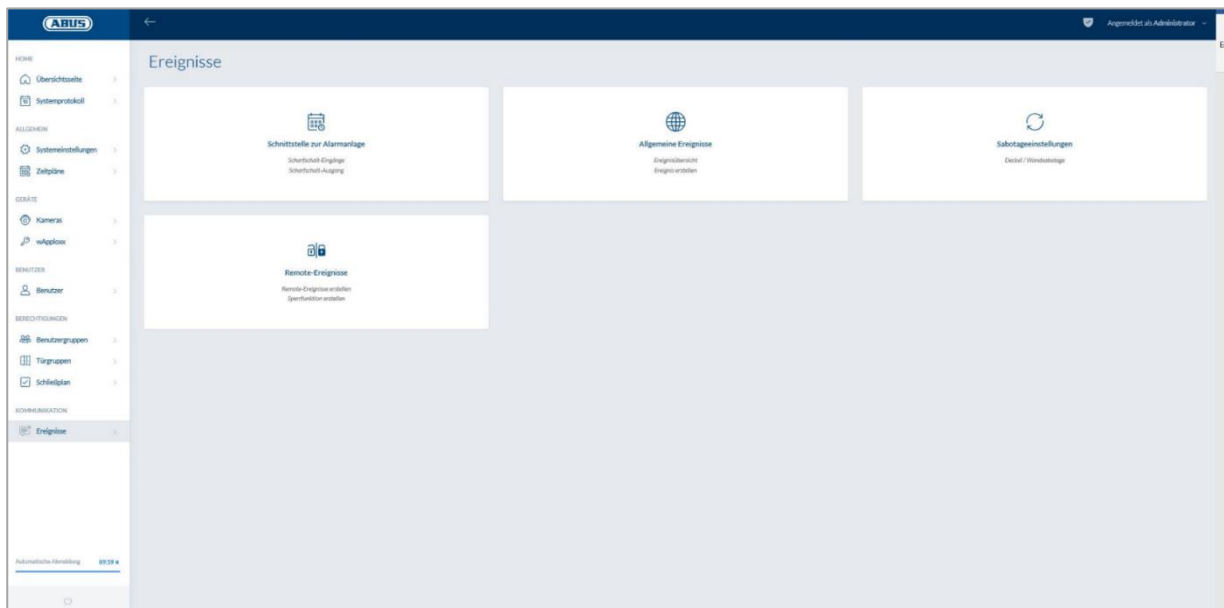 ABUS
←
Angemeldet als Administrator
HOME
Übersichtsseite
Systemprotokoll
ALLGEMEIN
Systemeinstellungen
Zeitpläne
GERÄTE
Kameras
wApploxx
BENUTZER
Benutzer
BERECHTIGUNGEN
Benutzergruppen
Türgruppen
Schließplan
KOMMUNIKATION
Ereignisse
Automatische Abmeldung 09:59
Ereignisse
Schnittstelle zur Alarmanlage
Scharfschalt-Eingänge
Scharfschalt-Ausgang
Allgemeine Ereignisse
Ereignisübersicht
Ereignis erstellen
Sabotageeinstellungen
Deckel / Wandsabotage
Remote-Ereignisse
Remote-Ereignisse erstellen
Sperrfunktion erstellen
E